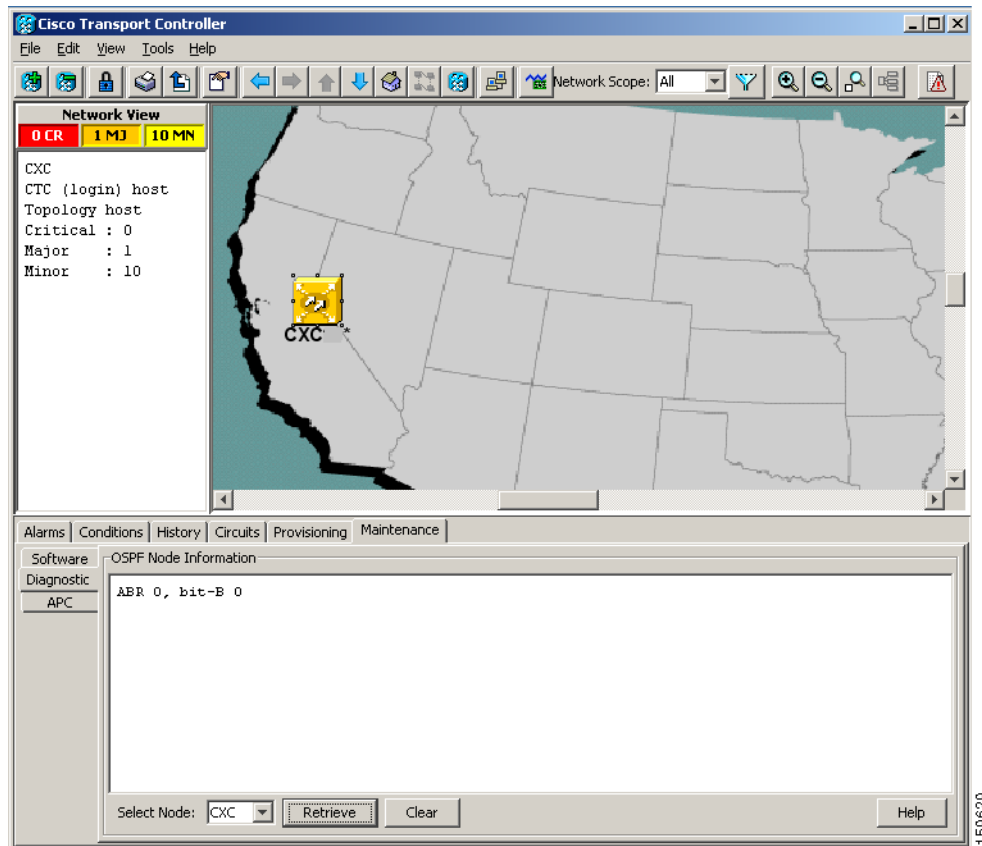 Cisco Transport Controller
File Edit View Tools Help
Network Scope: All
Network View
0 CR 1 MJ 10 MN
CXC
CTC (login) host
Topology host
Critical : 0
Major : 1
Minor : 10
CXC *
Alarms Conditions History Circuits Provisioning Maintenance
Software
Diagnostic
APC
OSPF Node Information
ABR 0, bit-B 0
Select Node: CXC Retrieve Clear Help
159629